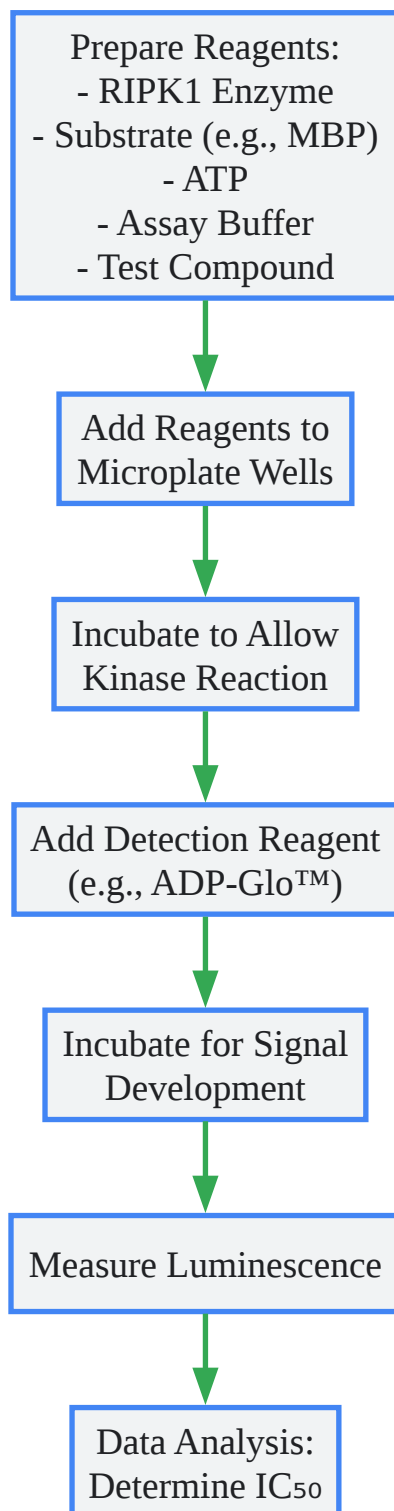 Prepare Reagents:
- RIPK1 Enzyme
- Substrate (e.g., MBP)
- ATP
- Assay Buffer
- Test Compound
Add Reagents to
Microplate Wells
Incubate to Allow
Kinase Reaction
Add Detection Reagent
(e.g., ADP-Glo™)
Incubate for Signal
Development
Measure Luminescence
Data Analysis:
Determine IC₅₀